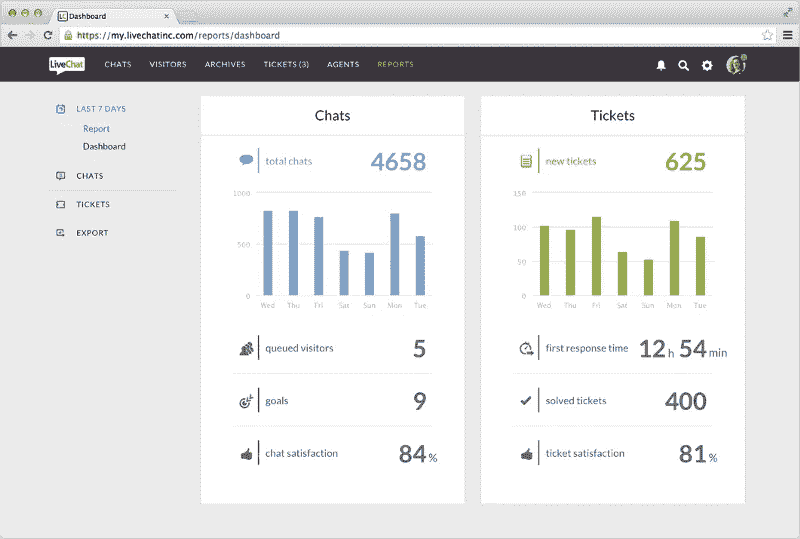 Dashboard
https://my.livechatinc.com/reports/dashboard
LiveChat CHATS VISITORS ARCHIVES TICKETS (3) AGENTS REPORTS
LAST 7 DAYS
Report
Dashboard
CHATS
TICKETS
EXPORT
Chats
total chats 4658
1000
500
0
Wed Thu Fri Sat Sun Mon Tue
queued visitors 5
goals 9
chat satisfaction 84%
Tickets
new tickets 625
150
100
50
0
Wed Thu Fri Sat Sun Mon Tue
first response time 12 h 54 min
solved tickets 400
ticket satisfaction 81%